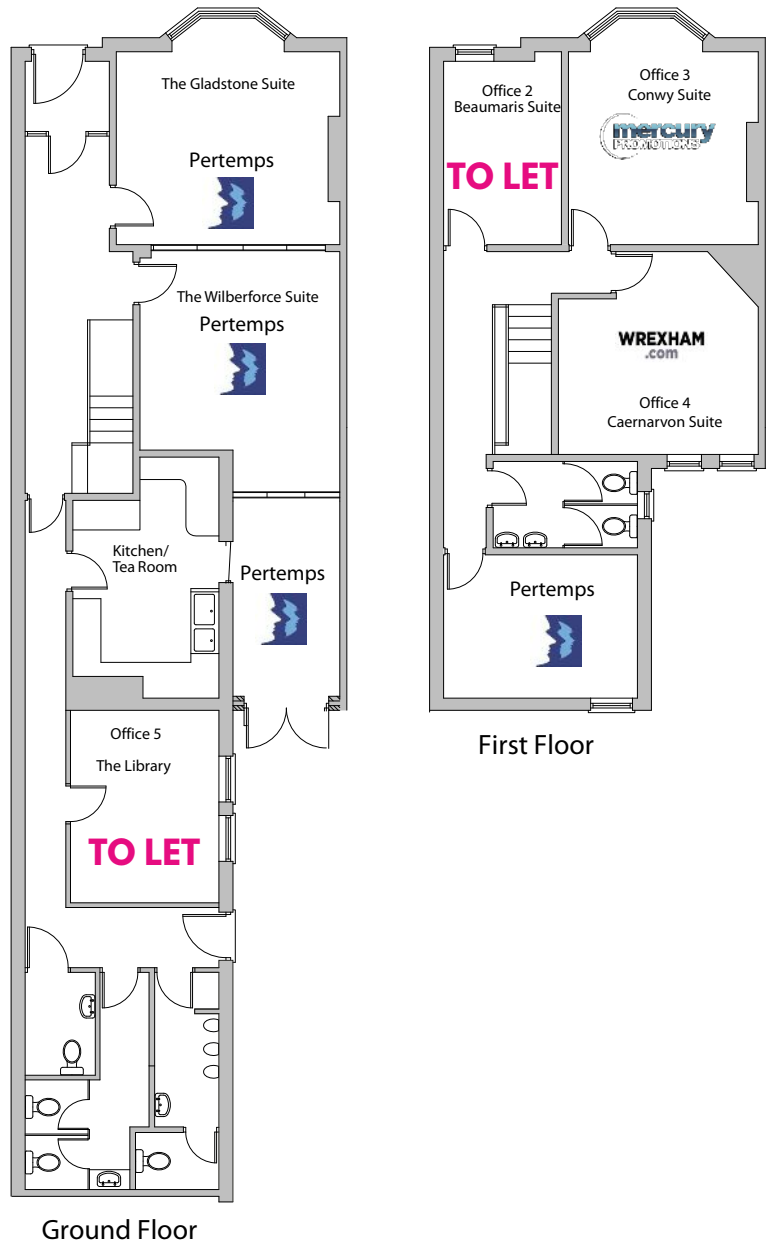 The Gladstone Suite
Pertemps
The Wilberforce Suite
Pertemps
Kitchen/
Tea Room
Pertemps
Office 5
The Library
TO LET
Ground Floor
Office 2
Beaumaris Suite
TO LET
Office 3
Conwy Suite
mercury
PROMOTIONS
WREXHAM
.com
Office 4
Caernarvon Suite
Pertemps
First Floor